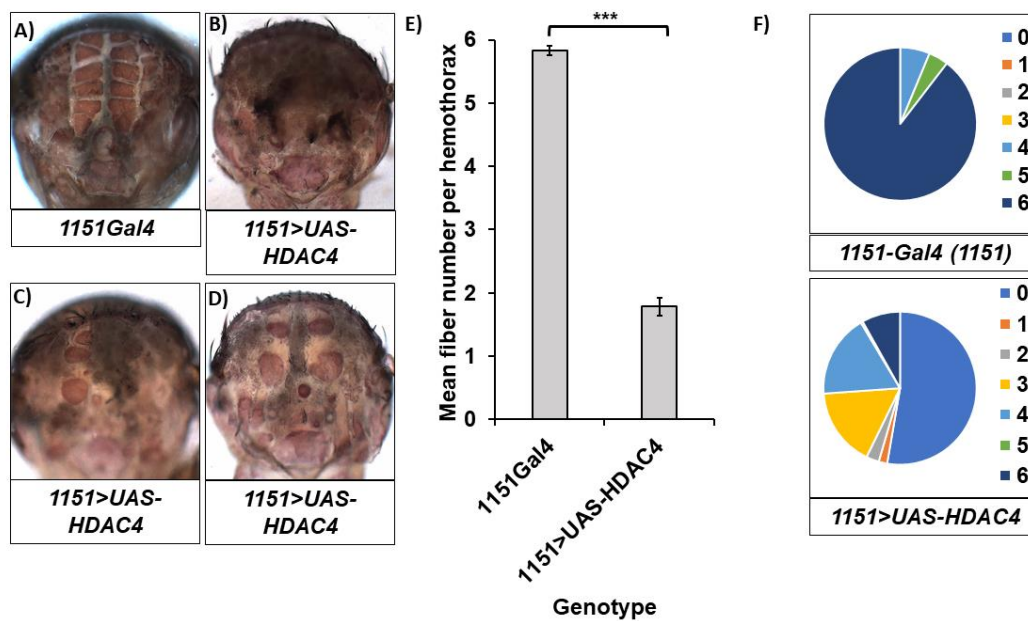 A)
1151Gal4
B)
1151>UAS-
HDAC4
C)
1151>UAS-
HDAC4
D)
1151>UAS-
HDAC4
E)
***
Mean fiber number per hemothorax
6
5
4
3
2
1
0
1151Gal4
1151>UAS-HDAC4
Genotype
F)
0
1
2
3
4
5
6
1151-Gal4 (1151)
0
1
2
3
4
5
6
1151>UAS-HDAC4